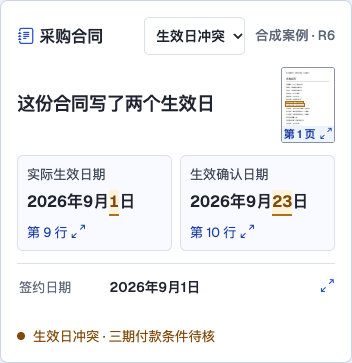 采购合同
生效日冲突
合成案例 · R6
这份合同写了两个生效日
第 1 页
实际生效日期
2026年9月1日
第 9 行
生效确认日期
2026年9月23日
第 10 行
签约日期 2026年9月1日
生效日冲突 · 三期付款条件待核